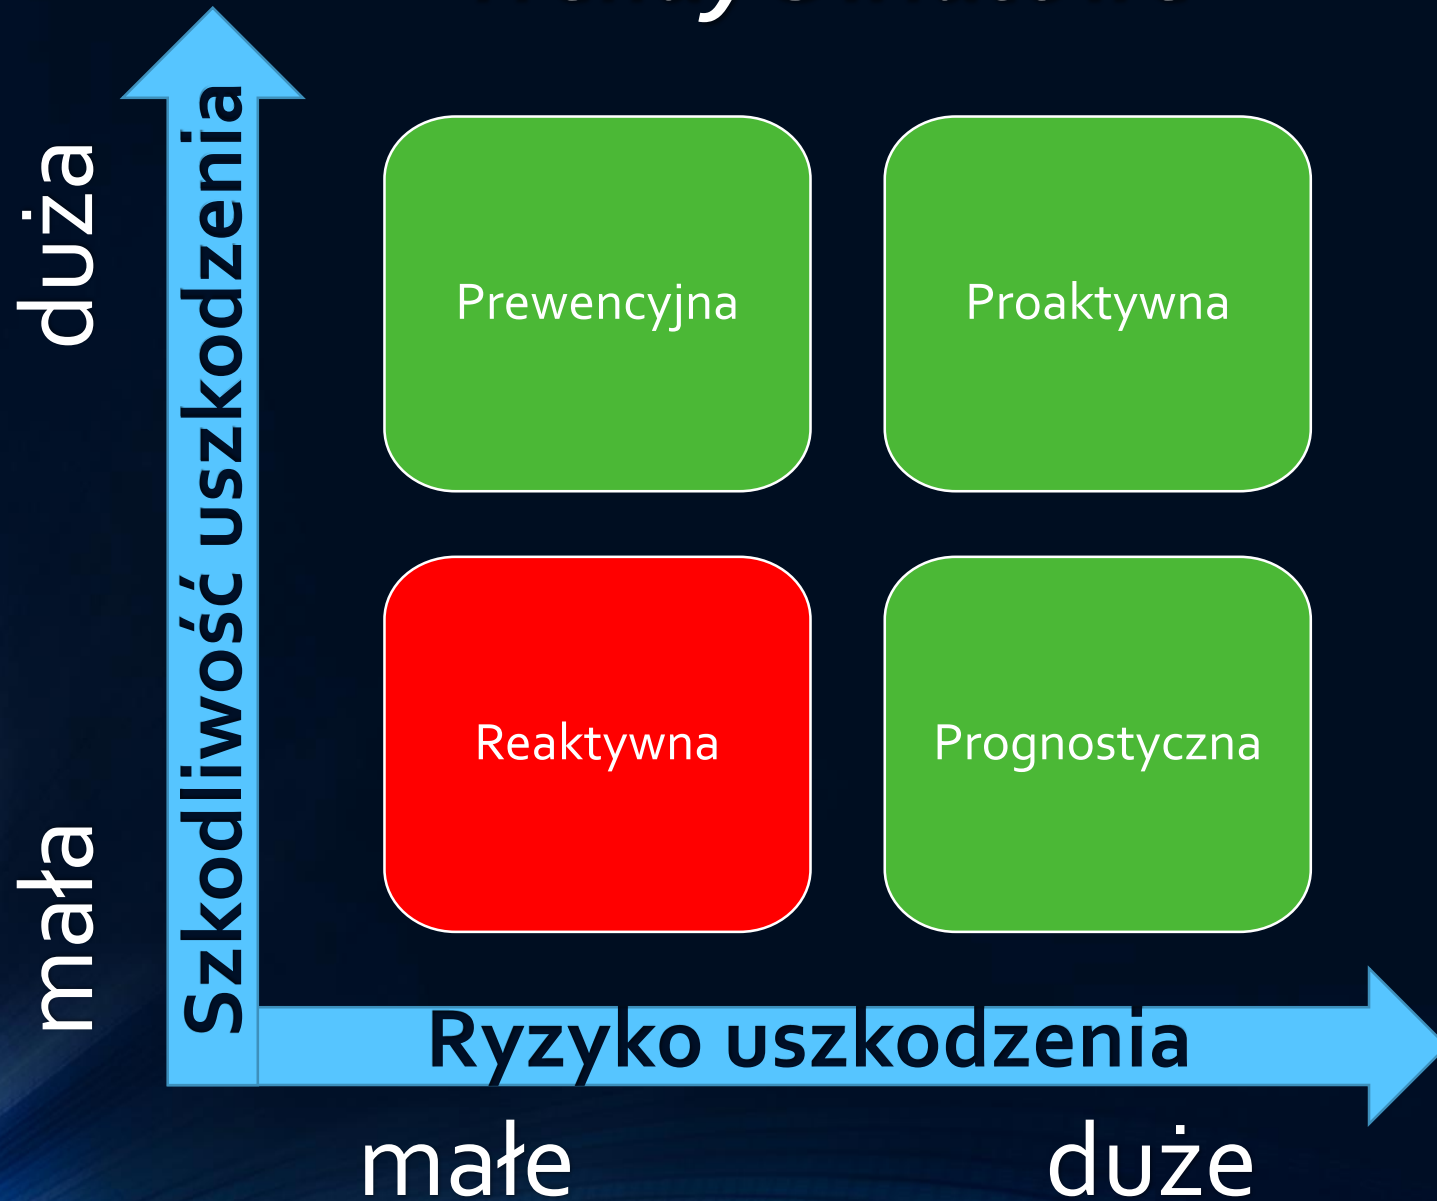 duża
Szkodliwość uszkodzenia
mała
Prewencyjna
Proaktywna
Reaktywna
Prognostyczna
Ryzyko uszkodzenia
małe
duże